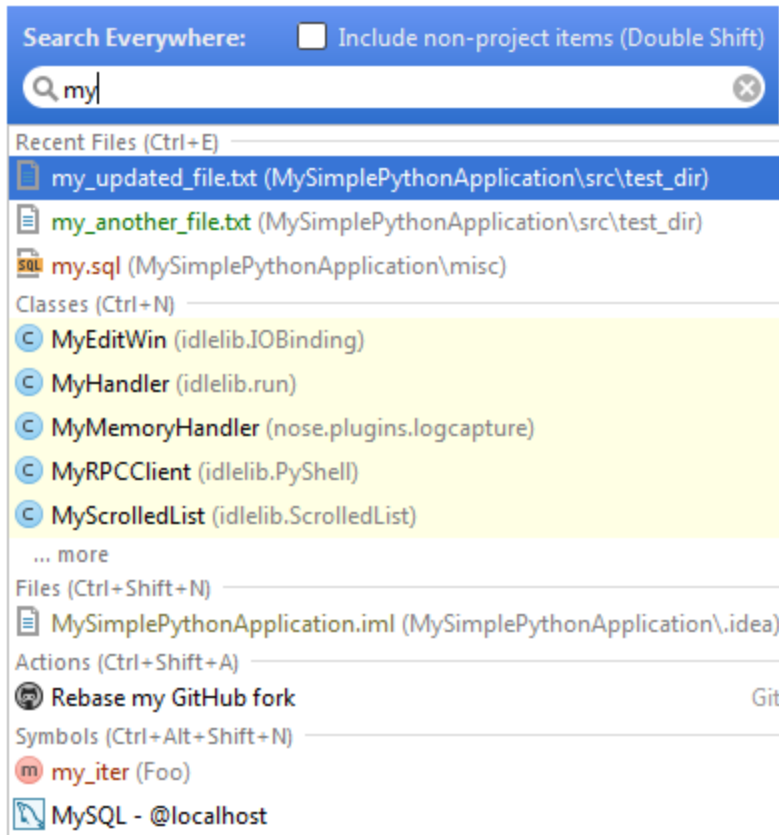 Search Everywhere: Include non-project items (Double Shift)
my
Recent Files (Ctrl+E)
my_updated_file.txt (MySimplePythonApplication\src\test_dir)
my_another_file.txt (MySimplePythonApplication\src\test_dir)
SQL my.sql (MySimplePythonApplication\misc)
Classes (Ctrl+N)
C MyEditWin (idlelib.IOBinding)
C MyHandler (idlelib.run)
C MyMemoryHandler (nose.plugins.logcapture)
C MyRPCClient (idlelib.PyShell)
C MyScrolledList (idlelib.ScrolledList)
... more
Files (Ctrl+Shift+N)
MySimplePythonApplication.iml (MySimplePythonApplication\.idea)
Actions (Ctrl+Shift+A)
Rebase my GitHub fork Git
Symbols (Ctrl+Alt+Shift+N)
m my_iter (Foo)
MySQL - @localhost